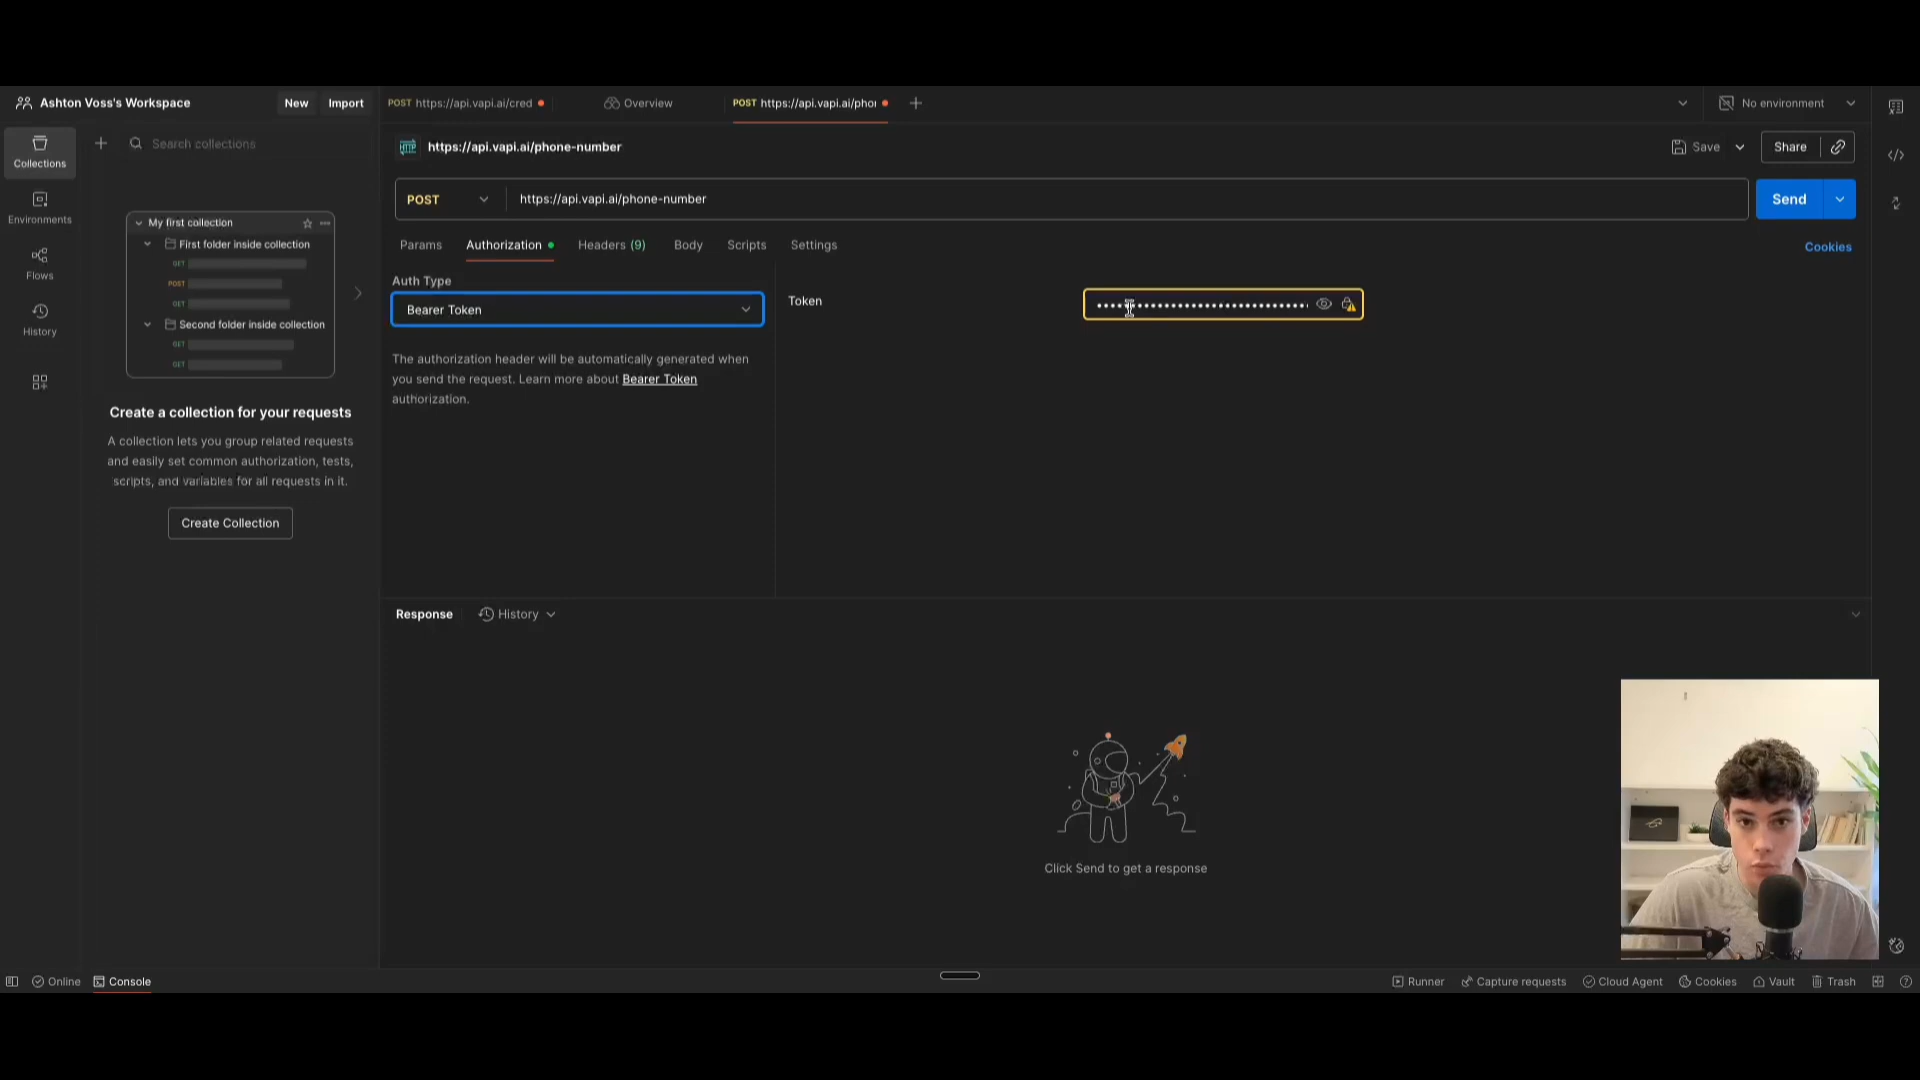 Ashton Voss's Workspace
New
Import
POST https://api.vapi.ai/cred
Overview
POST https://api.vapi.ai/phor
No environment
Collections
Search collections
https://api.vapi.ai/phone-number
Save
Share
POST
https://api.vapi.ai/phone-number
Send
Environments
My first collection
First folder inside collection
GET
POST
GET
Second folder inside collection
GET
GET
Flows
History
Params
Authorization
Headers (9)
Body
Scripts
Settings
Cookies
Auth Type
Bearer Token
Token
The authorization header will be automatically generated when
you send the request. Learn more about Bearer Token
authorization.
Create a collection for your requests
A collection lets you group related requests
and easily set common authorization, tests,
scripts, and variables for all requests in it.
Create Collection
Response
History
Click Send to get a response
Online
Console
Runner
Capture requests
Cloud Agent
Cookies
Vault
Trash